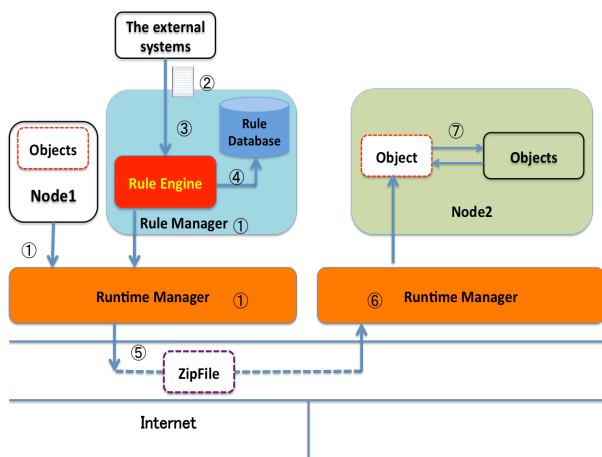 The external
systems
②
③
Rule
Database
Objects
Node1
Rule Engine
④
Rule Manager ①
①
Object
⑦
Objects
Node2
Runtime Manager ①
⑥ Runtime Manager
⑤
ZipFile
Internet